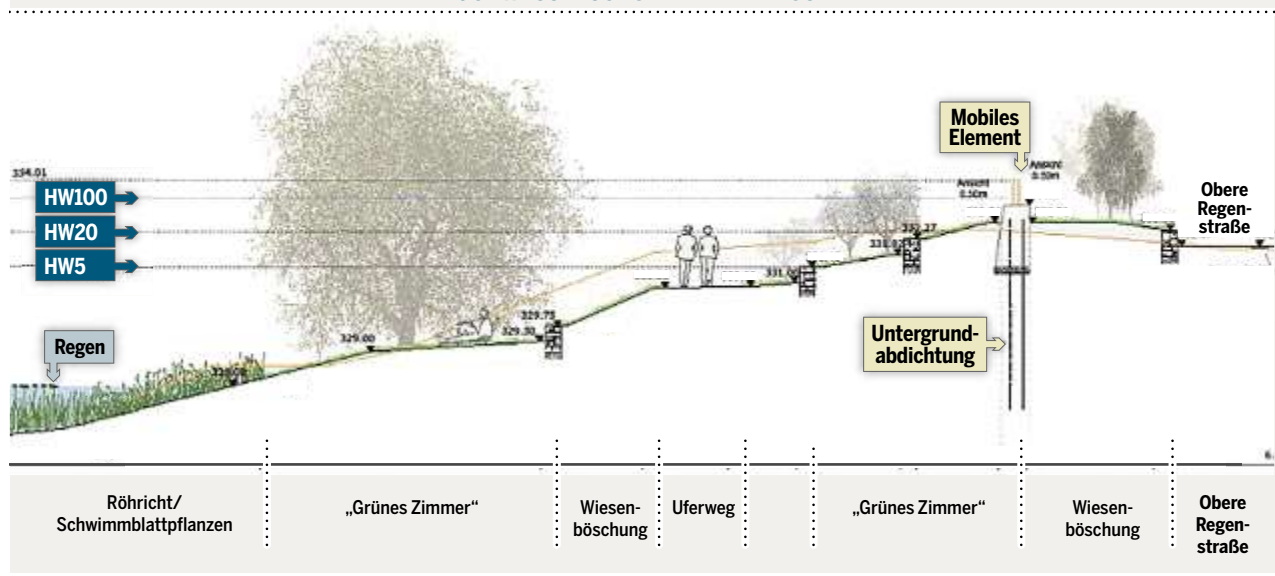 Mobiles
Element
Ansicht
0.50m
Ansicht
0.50m
334.01
HW100
HW20
HW5
Obere
Regen-
straße
331.
329.75
329.30
329.00
Regen
Untergrund-
abdichtung
6.
Röhricht/
Schwimmblattpflanzen
„Grünes Zimmer“
Wiesen-
böschung
Uferweg
„Grünes Zimmer“
Wiesen-
böschung
Obere
Regen-
straße